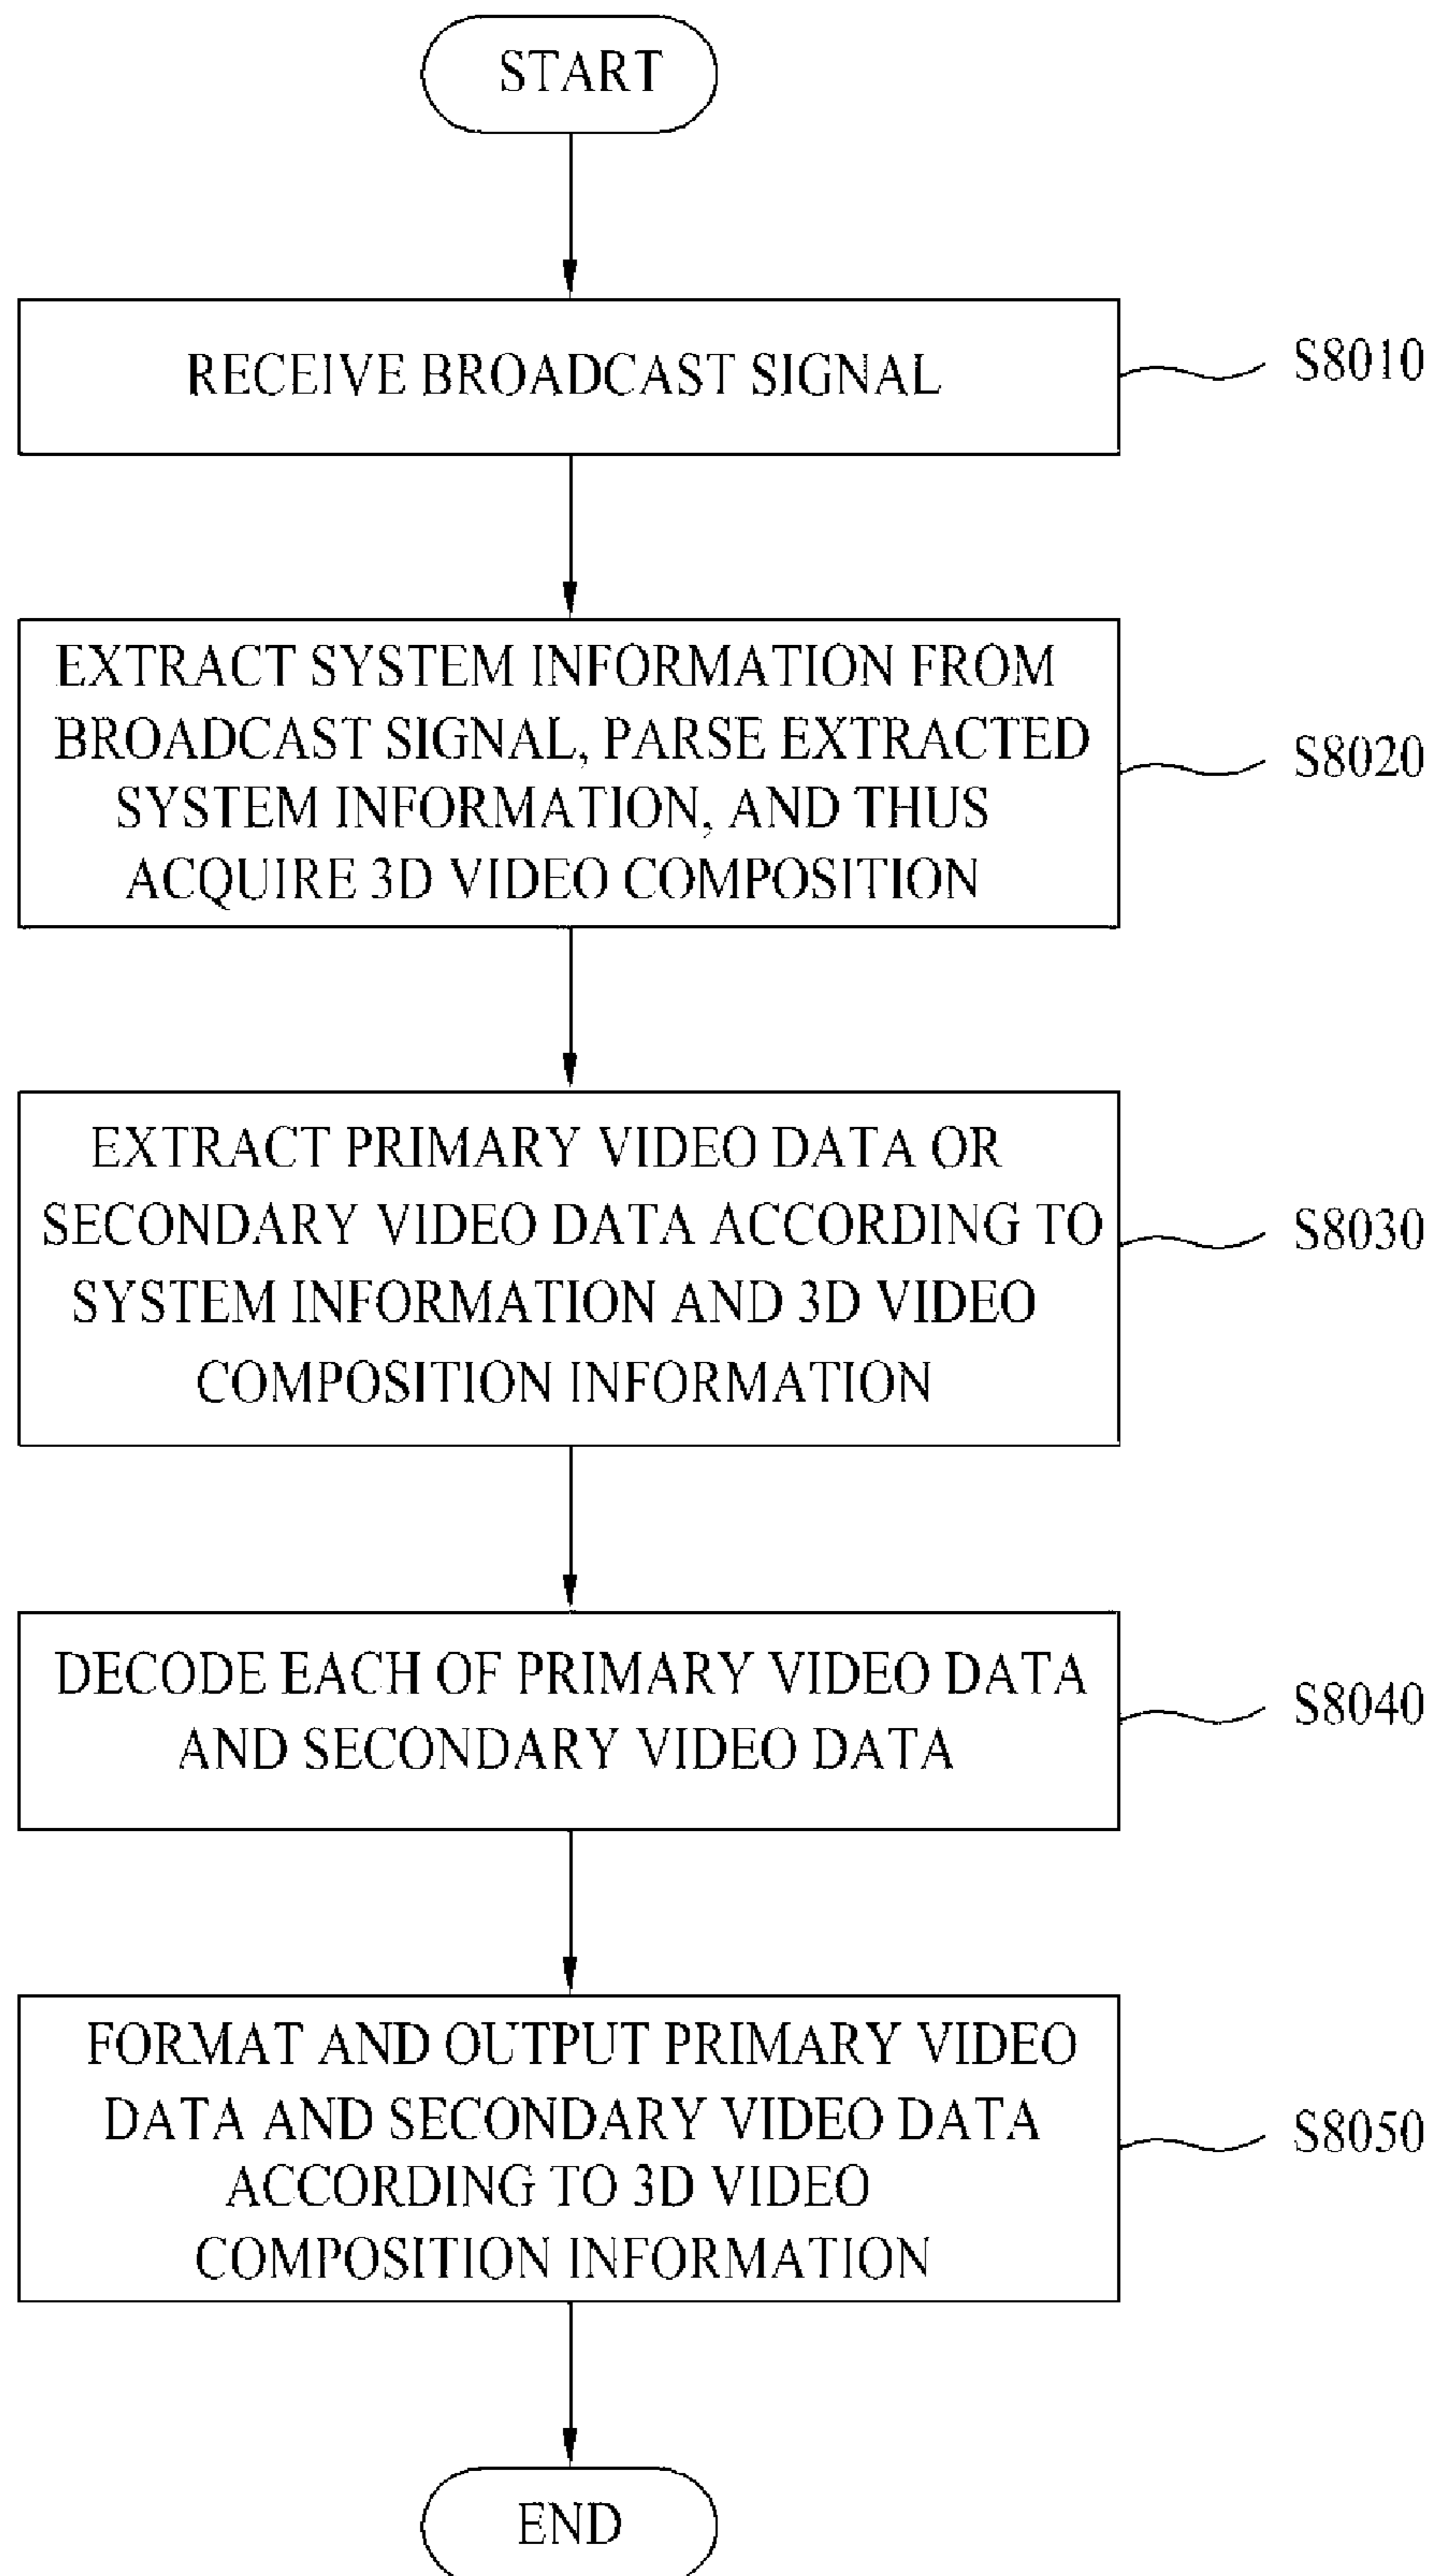 START
RECEIVE BROADCAST SIGNAL
S8010
EXTRACT SYSTEM INFORMATION FROM
BROADCAST SIGNAL, PARSE EXTRACTED
SYSTEM INFORMATION, AND THUS
ACQUIRE 3D VIDEO COMPOSITION
S8020
EXTRACT PRIMARY VIDEO DATA OR
SECONDARY VIDEO DATA ACCORDING TO
SYSTEM INFORMATION AND 3D VIDEO
COMPOSITION INFORMATION
S8030
DECODE EACH OF PRIMARY VIDEO DATA
AND SECONDARY VIDEO DATA
S8040
FORMAT AND OUTPUT PRIMARY VIDEO
DATA AND SECONDARY VIDEO DATA
ACCORDING TO 3D VIDEO
COMPOSITION INFORMATION
S8050
END